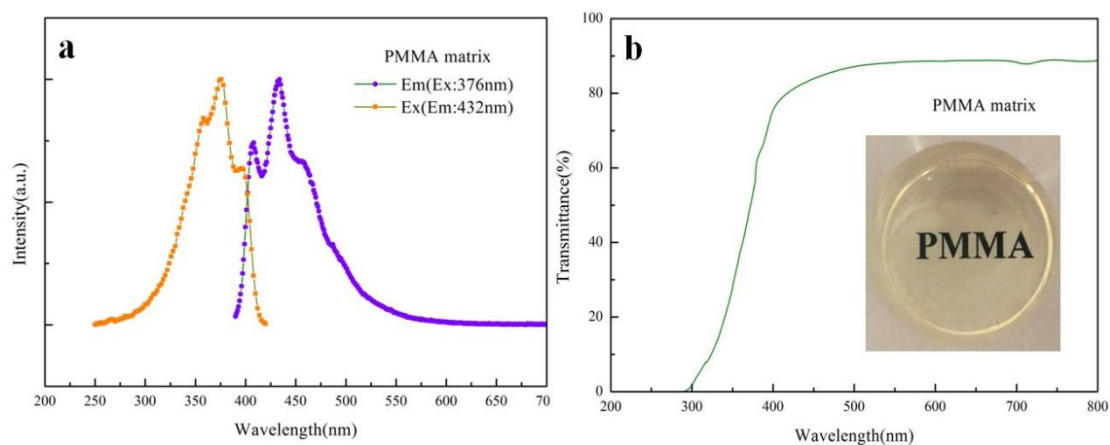 a
PMMA matrix
Em(Ex:376nm)
Ex(Em:432nm)
Intensity(a.u.)
200 250 300 350 400 450 500 550 600 650 70
Wavelength(nm)
b
100
80
60
40
20
0
Transmittance(%)
PMMA matrix
PMMA
200 300 400 500 600 700 800
Wavelength(nm)